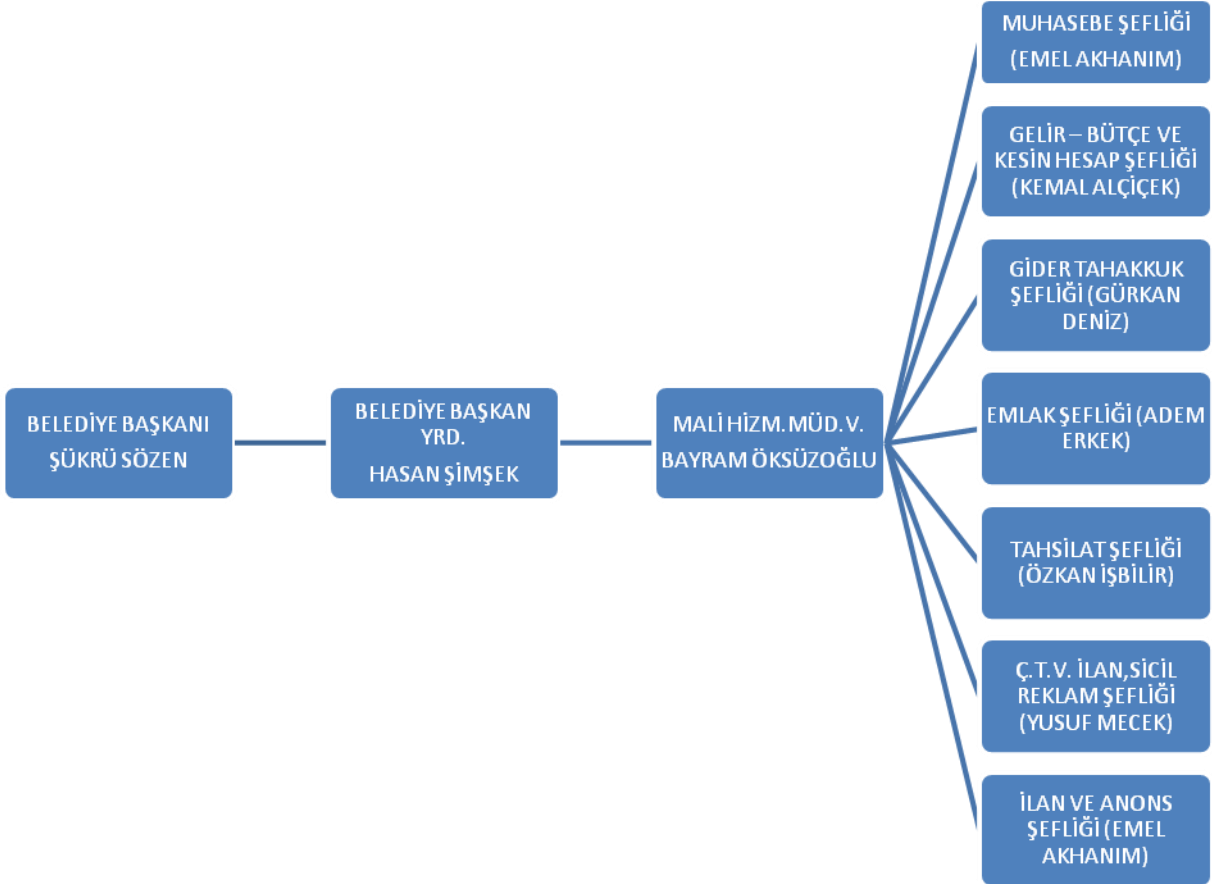 BELEDİYE BAŞKANI
ŞÜKRÜ SÖZEN
BELEDİYE BAŞKAN
YRD.
HASAN ŞİMŞEK
MALİ HİZM. MÜD. V.
BAYRAM ÖKSÜZOĞLU
MUHASEBE ŞEFLİĞİ
(EMEL AKHANIM)
GELİR – BÜTÇE VE
KESİN HESAP ŞEFLİĞİ
(KEMAL ALÇİÇEK)
GİDER TAHAKKUK
ŞEFLİĞİ (GÜRKAN
DENİZ)
EMLAK ŞEFLİĞİ (ADEM
ERKEK)
TAHSİLAT ŞEFLİĞİ
(ÖZKAN İŞBİLİR)
Ç.T.V. İLAN,SİCİL
REKLAM ŞEFLİĞİ
(YUSUF MECEK)
İLAN VE ANONS
ŞEFLİĞİ (EMEL
AKHANIM)